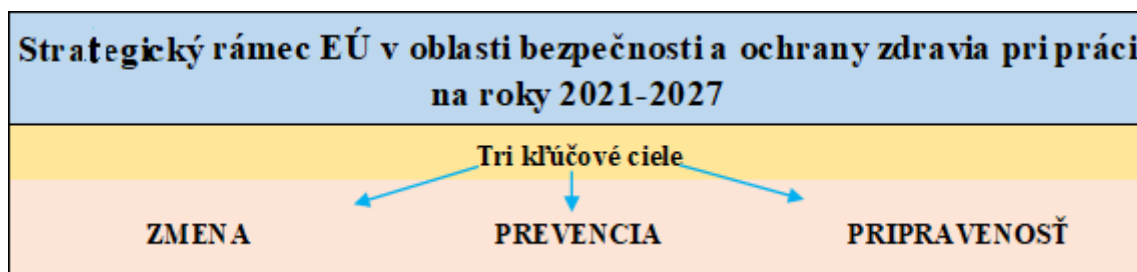 Strategický rámec EÚ v oblasti bezpečnosti a ochrany zdravia pri práci
na roky 2021-2027
Tri kľúčové ciele
ZMENA PREVENCIA PRIPRAVENOSŤ